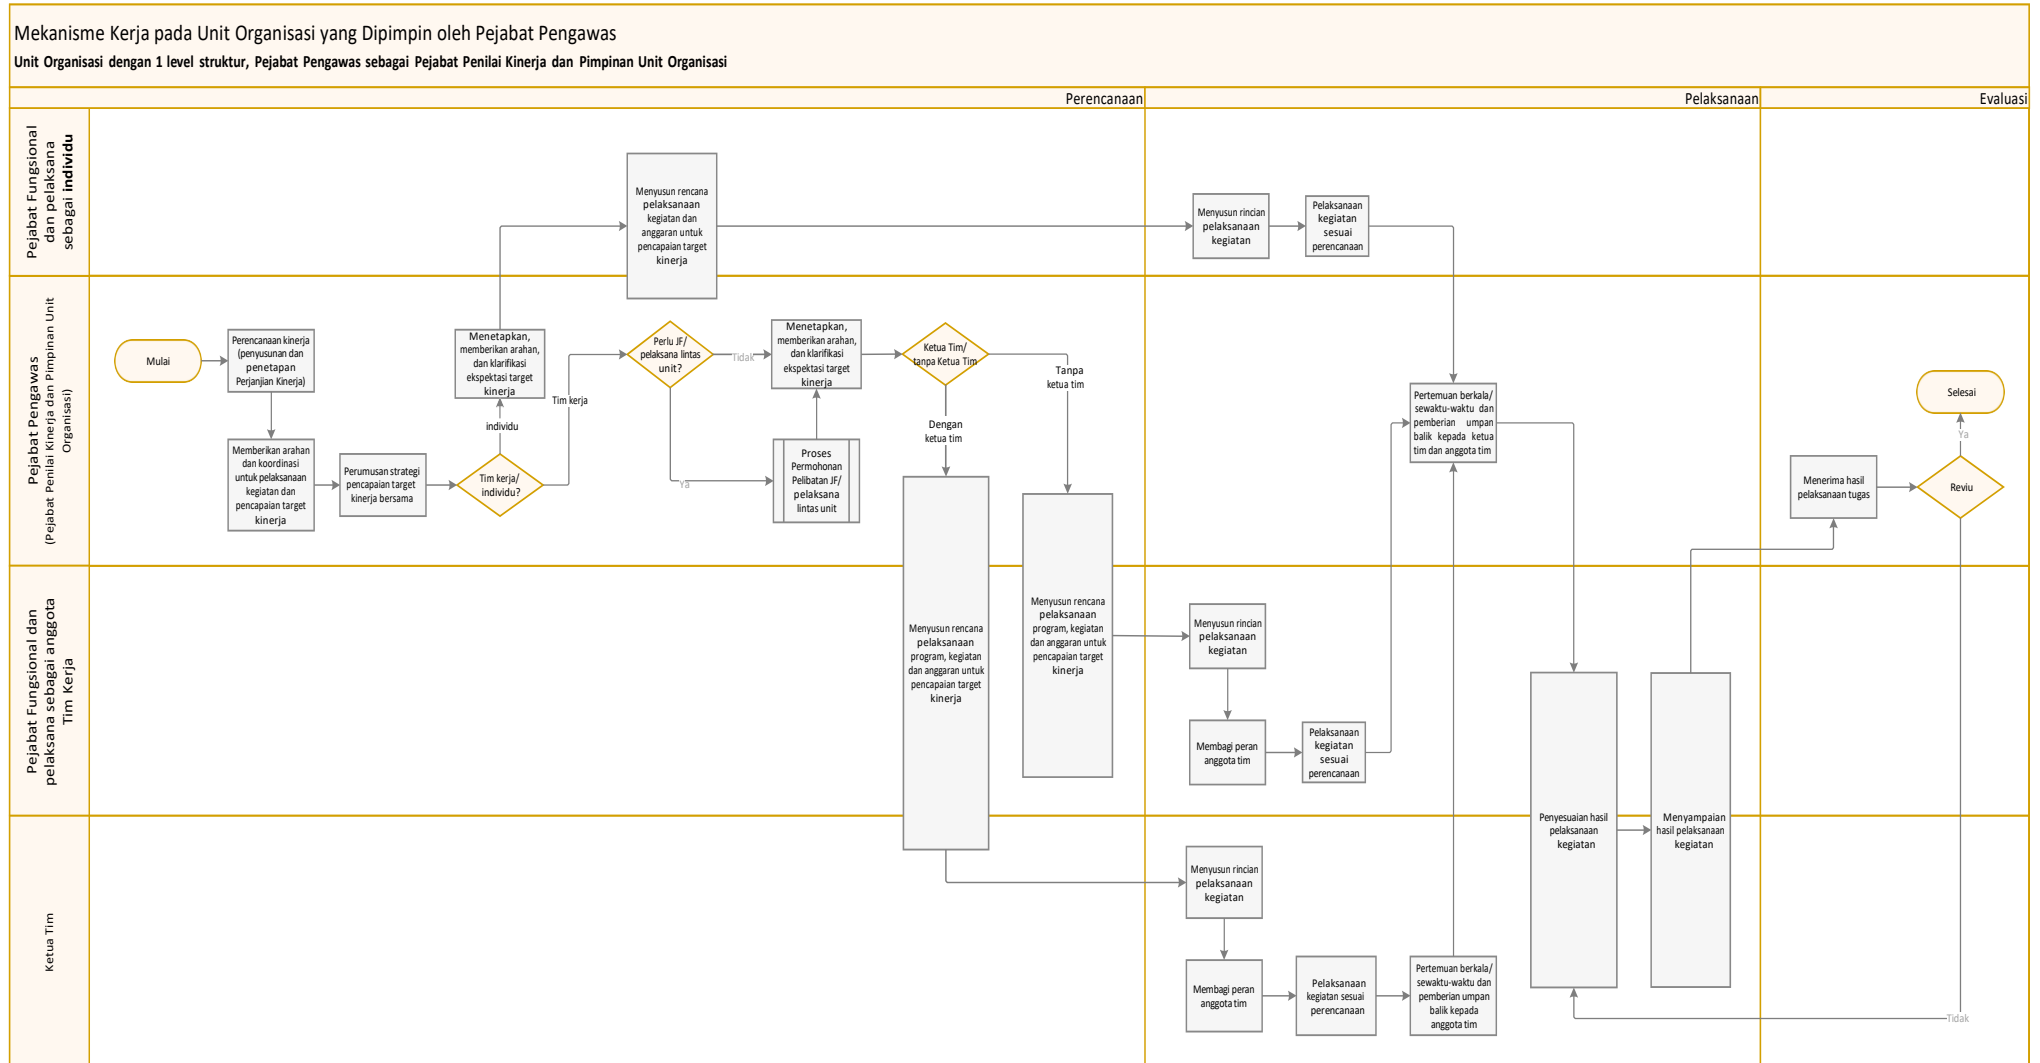 Mekanisme Kerja pada Unit Organisasi yang Dipimpin oleh Pejabat Pengawas
Unit Organisasi dengan 1 level struktur, Pejabat Pengawas sebagai Pejabat Penilai Kinerja dan Pimpinan Unit Organisasi
Perencanaan
Pelaksanaan
Evaluasi
Pejabat Fungsional
dan pelaksana
sebagai individu
Menyusun rencana
pelaksanaan
kegiatan dan
anggaran untuk
pencapaian target
kinerja
Menyusun rincian
pelaksanaan
kegiatan
Pelaksanaan
kegiatan
sesuai
perencanaan
Pejabat Pengawas
(Pejabat Penilai Kinerja dan Pimpinan Unit
Organisasi)
Mulai
Perencanaan kinerja
(penyusunan dan
penetapan
Perjanjian Kinerja)
Memberikan arahan
dan koordinasi
untuk pelaksanaan
kegiatan dan
pencapaian target
kinerja
Perumusan strategi
pencapaian target
kinerja bersama
Tim kerja/
individu?
individu
Menetapkan,
memberikan arahan,
dan klarifikasi
ekspektasi target
kinerja
Tim kerja
Perlu JF/
pelaksana lintas
unit?
Tidak
Ya
Proses
Permohonan
Pelibatan JF/
pelaksana
lintas unit
Menetapkan,
memberikan arahan,
dan klarifikasi
ekspektasi target
kinerja
Ketua Tim/
tanpa Ketua Tim
Dengan
ketua tim
Tanpa
ketua tim
Pertemuan berkala/
sewaktu-waktu dan
pemberian umpan
balik kepada ketua
tim dan anggota tim
Menerima hasil
pelaksanaan tugas
Reviu
Ya
Selesai
Pejabat Fungsional dan
pelaksana sebagai anggota
Tim Kerja
Menyusun rencana
pelaksanaan
program, kegiatan
dan anggaran untuk
pencapaian target
kinerja
Menyusun rencana
pelaksanaan
program, kegiatan
dan anggaran untuk
pencapaian target
kinerja
Menyusun rincian
pelaksanaan
kegiatan
Membagi peran
anggota tim
Pelaksanaan
kegiatan
sesuai
perencanaan
Penyesuaian hasil
pelaksanaan
kegiatan
Menyampaian
hasil pelaksanaan
kegiatan
Ketua Tim
Menyusun rincian
pelaksanaan
kegiatan
Membagi peran
anggota tim
Pelaksanaan
kegiatan sesuai
perencanaan
Pertemuan berkala/
sewaktu-waktu dan
pemberian umpan
balik kepada
anggota tim
Tidak